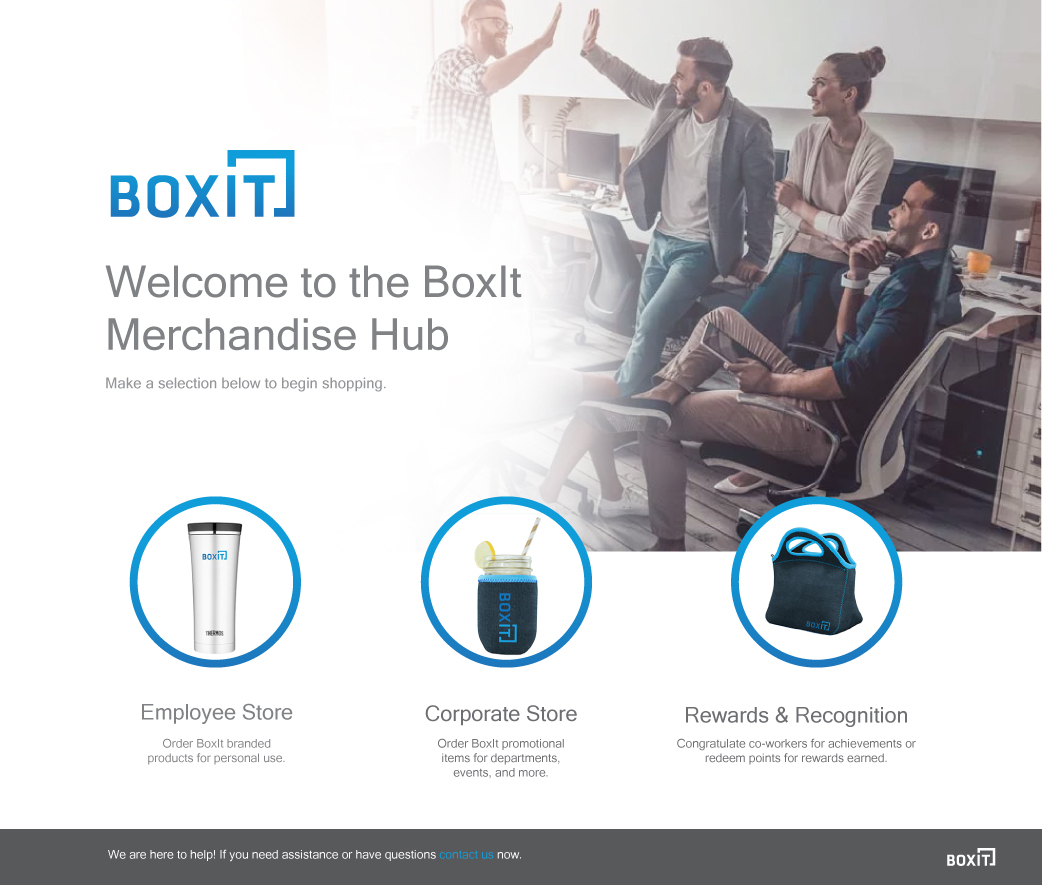 BOXIT
Welcome to the BoxIt
Merchandise Hub
Make a selection below to begin shopping.
BOXIT
THERMOS
BOXIT
BOXIT
Employee Store
Order BoxIt branded
products for personal use.
Corporate Store
Order BoxIt promotional
items for departments,
events, and more.
Rewards & Recognition
Congratulate co-workers for achievements or
redeem points for rewards earned.
We are here to help! If you need assistance or have questions contact us now.
BOXIT